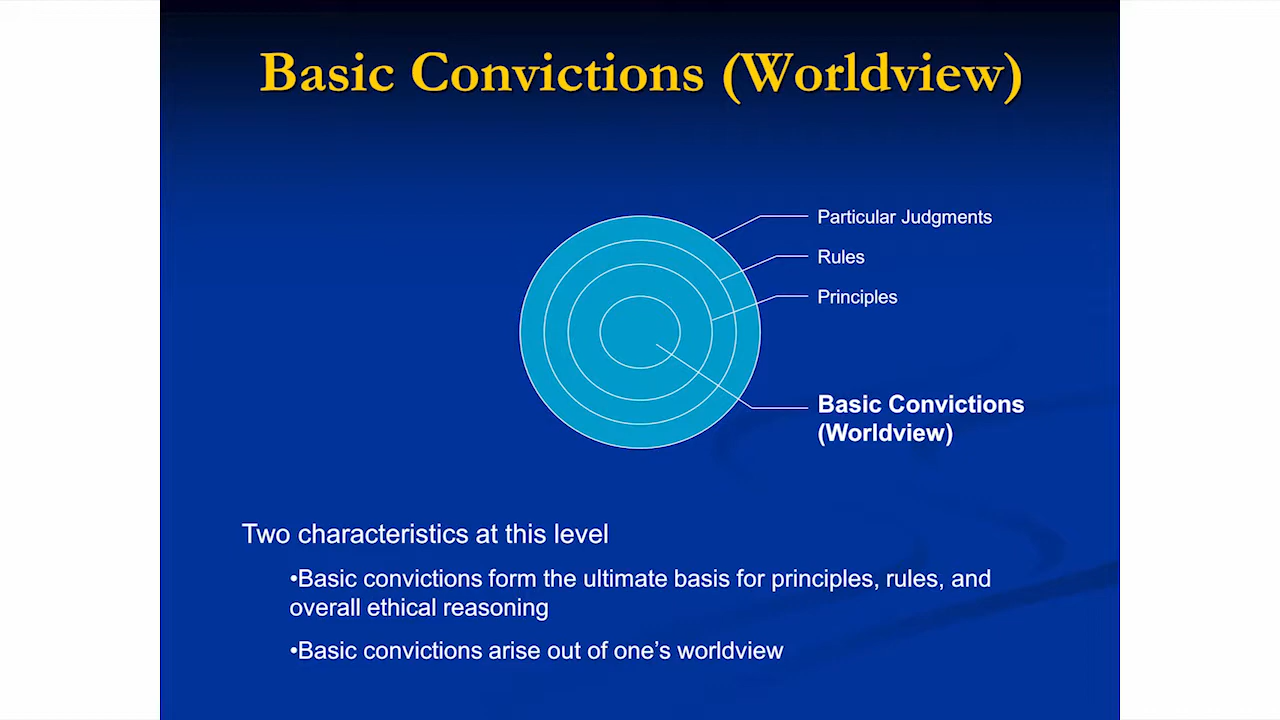 Basic Convictions (Worldview)
Particular Judgments
Rules
Principles
Basic Convictions
(Worldview)
Two characteristics at this level
•Basic convictions form the ultimate basis for principles, rules, and
overall ethical reasoning
•Basic convictions arise out of one’s worldview